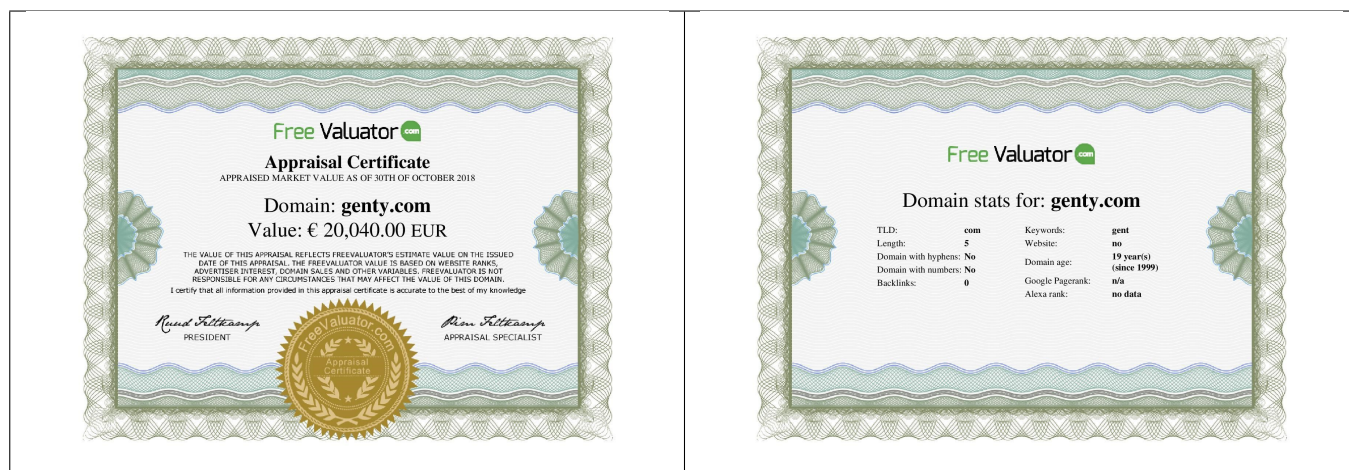 Free Valuator com
Appraisal Certificate
APPRAISED MARKET VALUE AS OF 30TH OF OCTOBER 2018
Domain: genty.com
Value: € 20,040.00 EUR
THE VALUE OF THIS APPRAISAL REFLECTS FREEVALUATOR'S ESTIMATE VALUE ON THE ISSUED
DATE OF THIS APPRAISAL. THE FREEVALUATOR VALUE IS BASED ON WEBSITE RANKS,
ADVERTISER INTEREST, DOMAIN SALES AND OTHER VARIABLES. FREEVALUATOR IS NOT
RESPONSIBLE FOR ANY CIRCUMSTANCES THAT MAY AFFECT THE VALUE OF THIS DOMAIN.
I certify that all information provided in this appraisal certificate is accurate to the best of my knowledge
Ruud Feltkamp
PRESIDENT
FreeValuator.com
Appraisal
Certificate
Pim Feltkamp
APPRAISAL SPECIALIST
Free Valuator com
Domain stats for: genty.com
TLD: com
Length: 5
Domain with hyphens: No
Domain with numbers: No
Backlinks: 0
Keywords: gent
Website: no
Domain age: 19 year(s)
(since 1999)
Google Pagerank: n/a
Alexa rank: no data